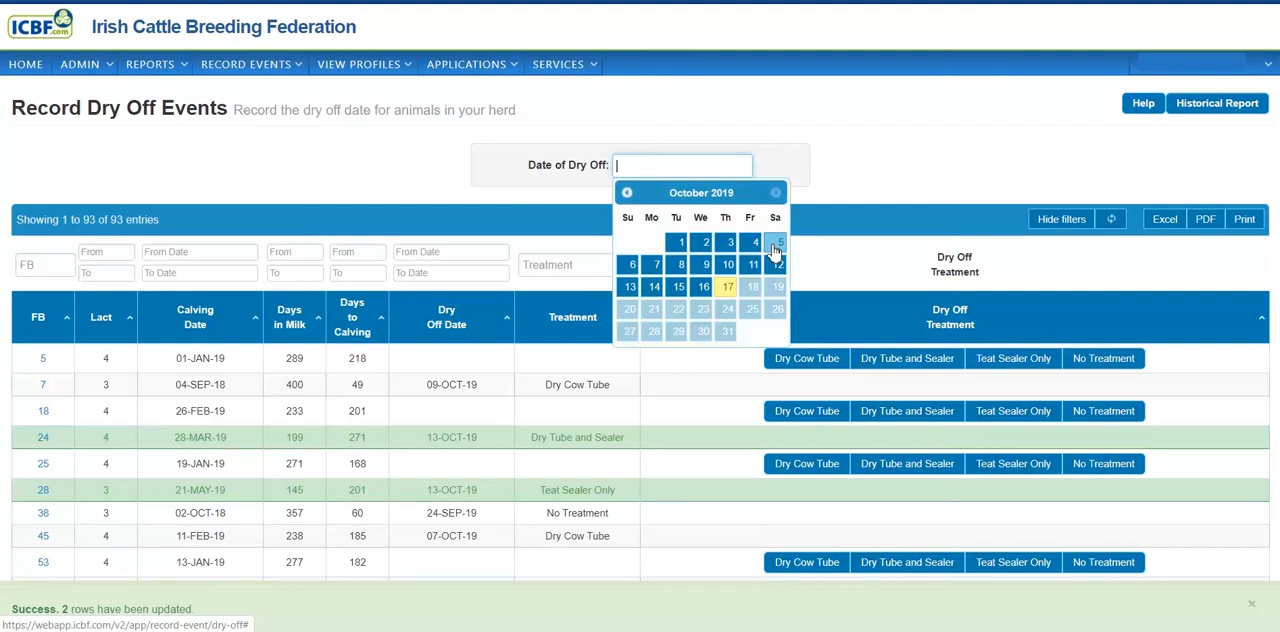 ICBF.com Irish Cattle Breeding Federation
HOME ADMIN REPORTS RECORD EVENTS VIEW PROFILES APPLICATIONS SERVICES
Record Dry Off Events Record the dry off date for animals in your herd Help Historical Report
Date of Dry Off:
October 2019
Su Mo Tu We Th Fr Sa
1 2 3 4 5
6 7 8 9 10 11 12
13 14 15 16 17 18 19
20 21 22 23 24 25 26
27 28 29 30 31
Showing 1 to 93 of 93 entries Hide filters Excel PDF Print
FB From From Date From From From Date Treatment Dry Off
To To Date To To To Date Treatment
FB Lact Calving Date Days in Milk Days to Calving Dry Off Date Treatment Dry Off Treatment
5 4 01-JAN-19 289 218 Dry Cow Tube Dry Tube and Sealer Teat Sealer Only No Treatment
7 3 04-SEP-18 400 49 09-OCT-19 Dry Cow Tube
18 4 26-FEB-19 233 201 Dry Cow Tube Dry Tube and Sealer Teat Sealer Only No Treatment
24 4 28-MAR-19 199 271 13-OCT-19 Dry Tube and Sealer
25 4 19-JAN-19 271 168 Dry Cow Tube Dry Tube and Sealer Teat Sealer Only No Treatment
28 3 21-MAY-19 145 201 13-OCT-19 Teat Sealer Only
38 3 02-OCT-18 357 60 24-SEP-19 No Treatment
45 4 11-FEB-19 238 185 07-OCT-19 Dry Cow Tube
53 4 13-JAN-19 277 182 Dry Cow Tube Dry Tube and Sealer Teat Sealer Only No Treatment
Success. 2 rows have been updated. ×
https://webapp.icbf.com/v2/app/record-event/dry-off#